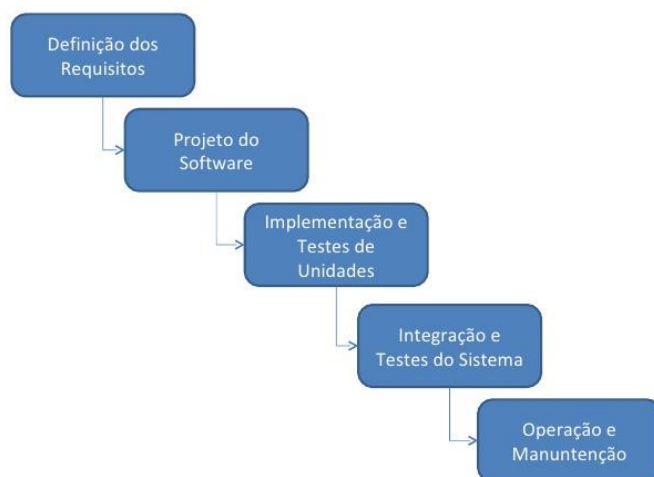 Definição dos
Requisitos
Projeto do
Software
Implementação e
Testes de
Unidades
Integração e
Testes do Sistema
Operação e
Manuntenção